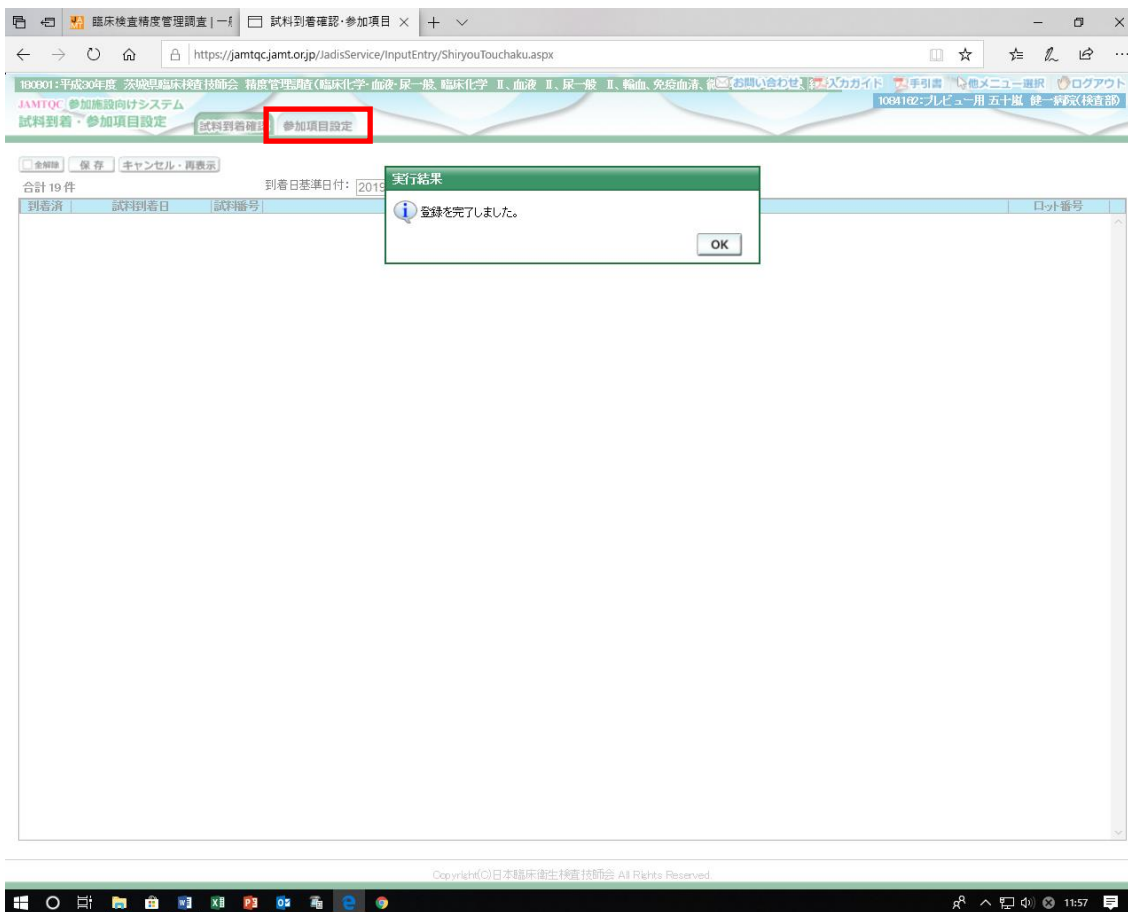 臨床検査精度管理調査 | 一般
試料到着確認・参加項目
https://jamtqc.jamt.or.jp/JadisService/InputEntry/ShiryouTouchaku.aspx
180801:平成30年度 茨城県臨床検査技師会 精度管理調査(臨床化学・血液・尿一般、臨床化学 Ⅱ、血液 Ⅱ、尿一般 Ⅱ、輸血、免疫血清、
お問い合わせ 入力ガイド 手引書 他メニュー選択 ログアウト
JAMTQC 参加施設向けシステム
1084162:プレビュー用 五十嵐 健一病院(検査部)
試料到着・参加項目設定
試料到着確認 参加項目設定
全解除 保存 キャンセル・再表示
合計 19 件 到着日基準日付: 2019
実行結果
登録を完了しました。
OK
到着済 試料到着日 試料番号 ロット番号
Copyright(C)日本臨床衛生検査技師会 All Rights Reserved.
11:57